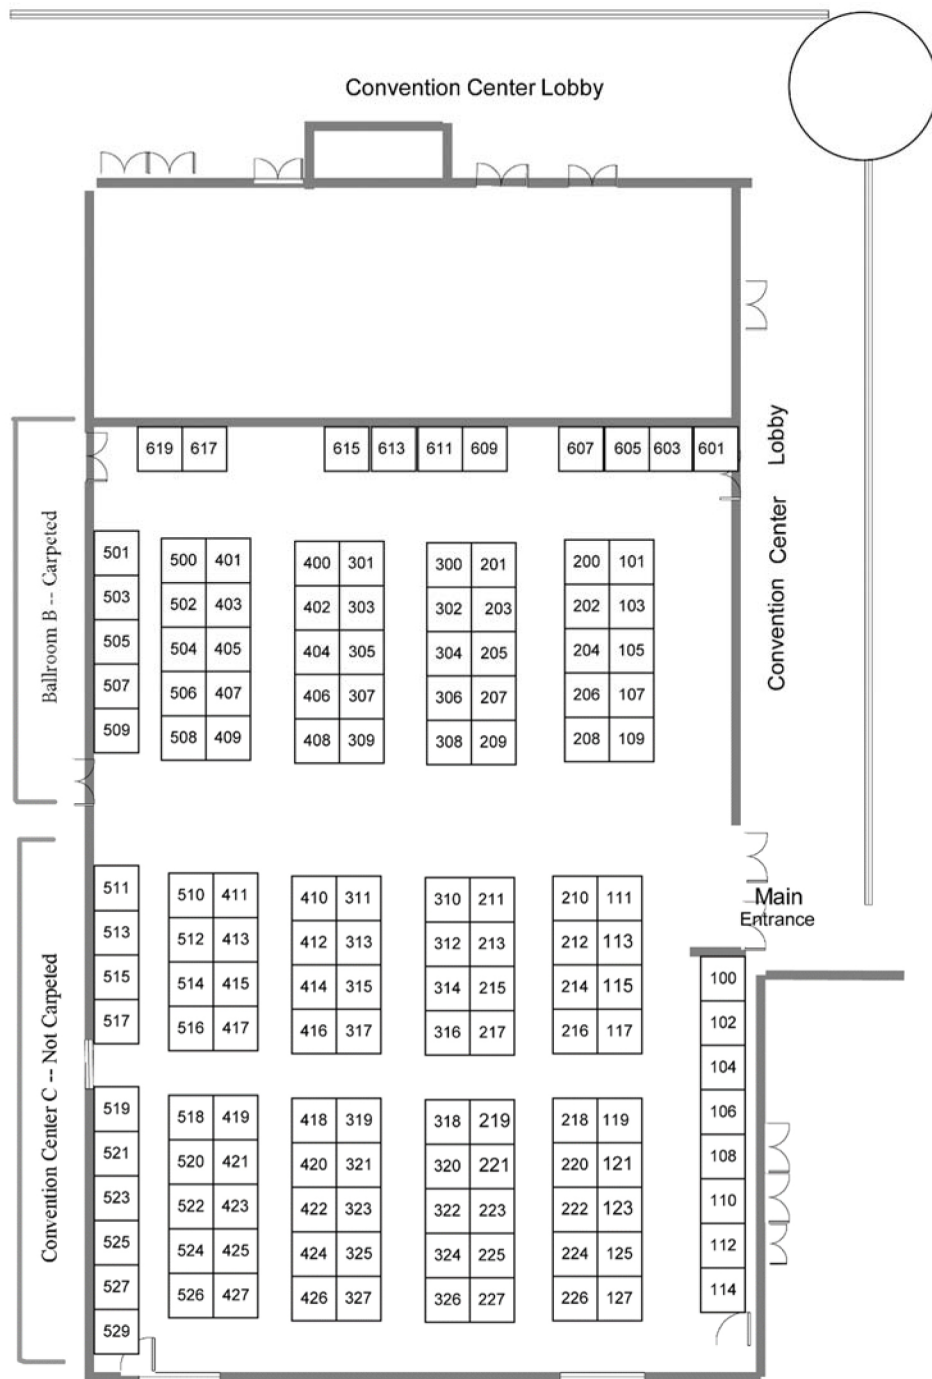 Convention Center Lobby
619 617 615 613 611 609 607 605 603 601
Convention Center Lobby
Ballroom B -- Carpeted
501 500 401 400 301 300 201 200 101
503 502 403 402 303 302 203 202 103
505 504 405 404 305 304 205 204 105
507 506 407 406 307 306 207 206 107
509 508 409 408 309 308 209 208 109
Main
Entrance
Convention Center C -- Not Carpeted
511 510 411 410 311 310 211 210 111
513 512 413 412 313 312 213 212 113
515 514 415 414 315 314 215 214 115
517 516 417 416 317 316 217 216 117
100
102
104
106
108
110
112
114
519 518 419 418 319 318 219 218 119
521 520 421 420 321 320 221 220 121
523 522 423 422 323 322 223 222 123
525 524 425 424 325 324 225 224 125
527 526 427 426 327 326 227 226 127
529